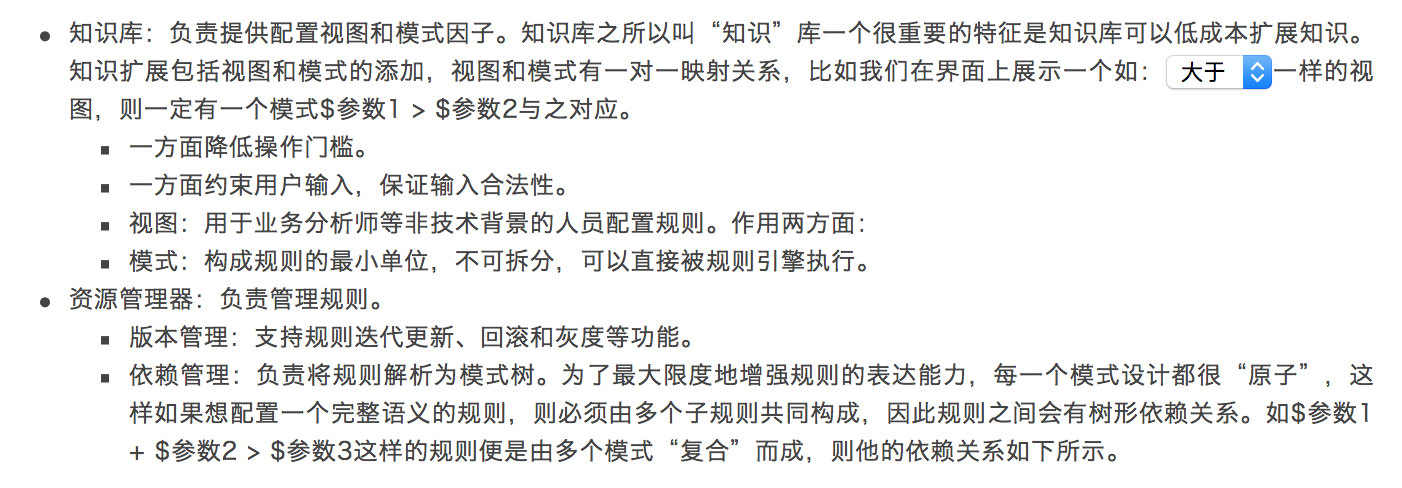 知识库：负责提供配置视图和模式因子。知识库之所以叫“知识”库一个很重要的特征是知识库可以低成本扩展知识。
知识扩展包括视图和模式的添加，视图和模式有一对一映射关系，比如我们在界面上展示一个如：大于一样的视
图，则一定有一个模式$参数1 > $参数2与之对应。
一方面降低操作门槛。
一方面约束用户输入，保证输入合法性。
视图：用于业务分析师等非技术背景的人员配置规则。作用两方面：
模式：构成规则的最小单位，不可拆分，可以直接被规则引擎执行。
资源管理器：负责管理规则。
版本管理：支持规则迭代更新、回滚和灰度等功能。
依赖管理：负责将规则解析为模式树。为了最大限度地增强规则的表达能力，每一个模式设计都很“原子”，这
样如果想配置一个完整语义的规则，则必须由多个子规则共同构成，因此规则之间会有树形依赖关系。如$参数1
+ $参数2 > $参数3这样的规则便是由多个模式“复合”而成，则他的依赖关系如下所示。